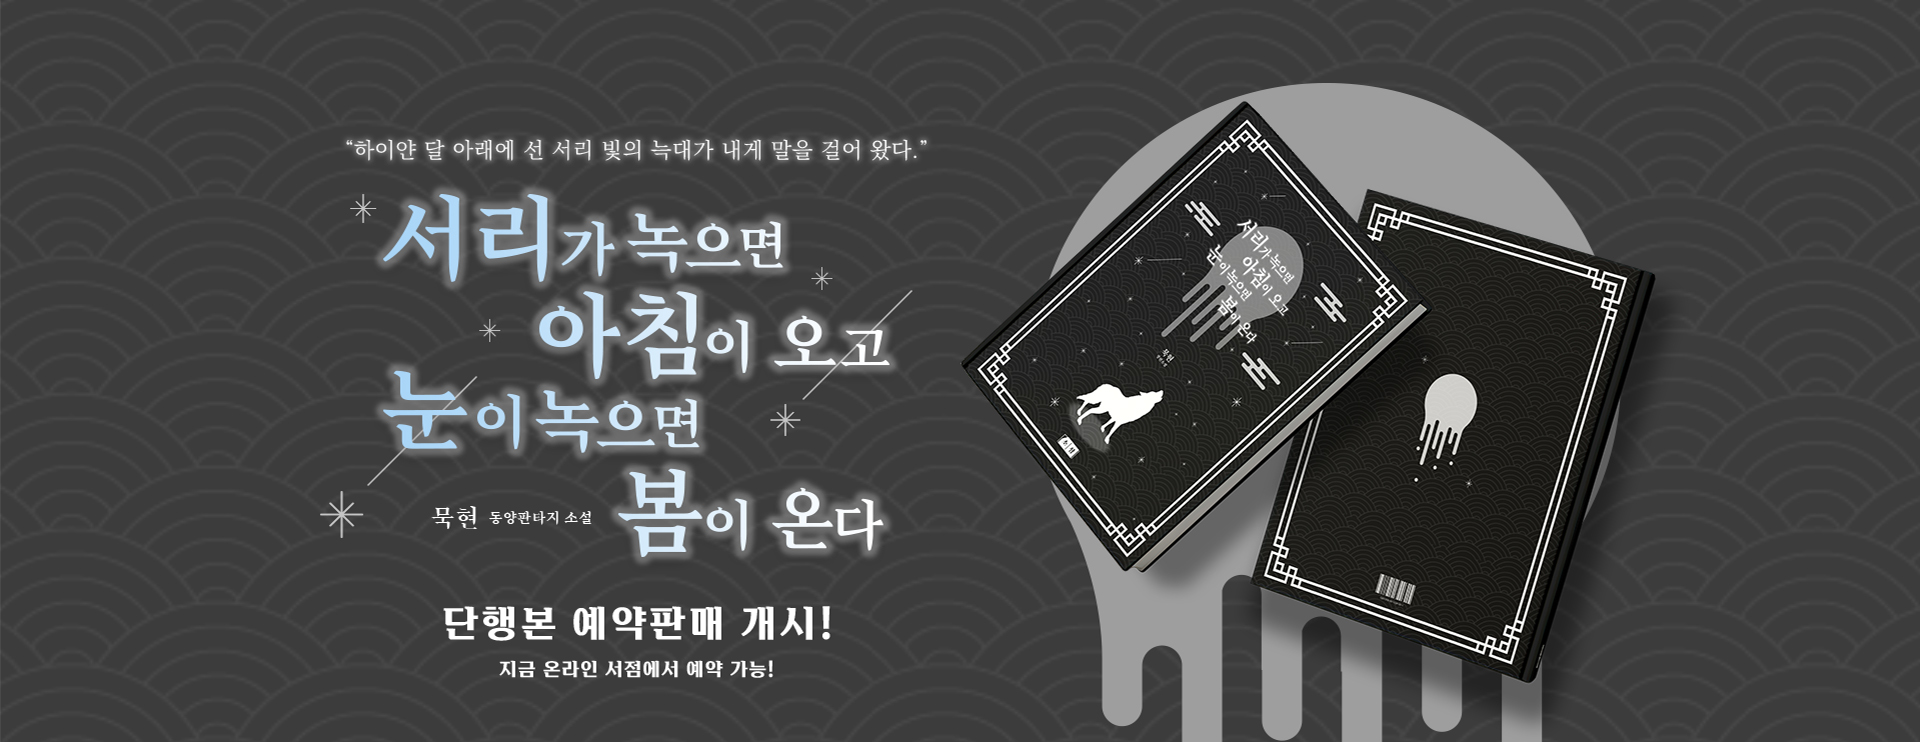 “하이얀 달 아래에 선 서리 빛의 늑대가 내게 말을 걸어 왔다.”
서리가 녹으면
아침이 오고
눈이 녹으면
봄이 온다
묵현 동양판타지 소설
단행본 예약판매 개시!
지금 온라인 서점에서 예약 가능!
서리가 녹으면
아침이 오고
눈이 녹으면
봄이 온다
묵현